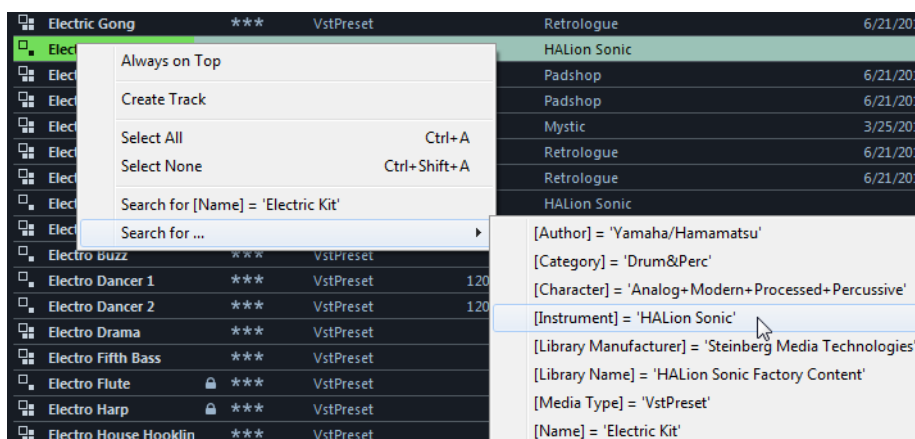 Electric Gong *** VstPreset Retrologue 6/21/20
HALion Sonic
Always on Top
Padshop 6/21/20
Create Track
Padshop 6/21/20
Select All Ctrl+A
Mystic 3/25/20
Select None Ctrl+Shift+A
Retrologue 6/21/20
Retrologue 6/21/20
Search for [Name] = 'Electric Kit'
HALion Sonic
Search for ...
[Author] = 'Yamaha/Hamamatsu'
[Category] = 'Drum&Perc'
[Character] = 'Analog+Modern+Processed+Percussive'
[Instrument] = 'HALion Sonic'
[Library Manufacturer] = 'Steinberg Media Technologies'
[Library Name] = 'HALion Sonic Factory Content'
[Media Type] = 'VstPreset'
[Name] = 'Electric Kit'
Electro Buzz *** VstPreset
Electro Dancer 1 *** VstPreset 120
Electro Dancer 2 *** VstPreset 120
Electro Drama *** VstPreset
Electro Fifth Bass *** VstPreset
Electro Flute *** VstPreset
Electro Harp *** VstPreset
Electro House Hooklin *** VstPreset